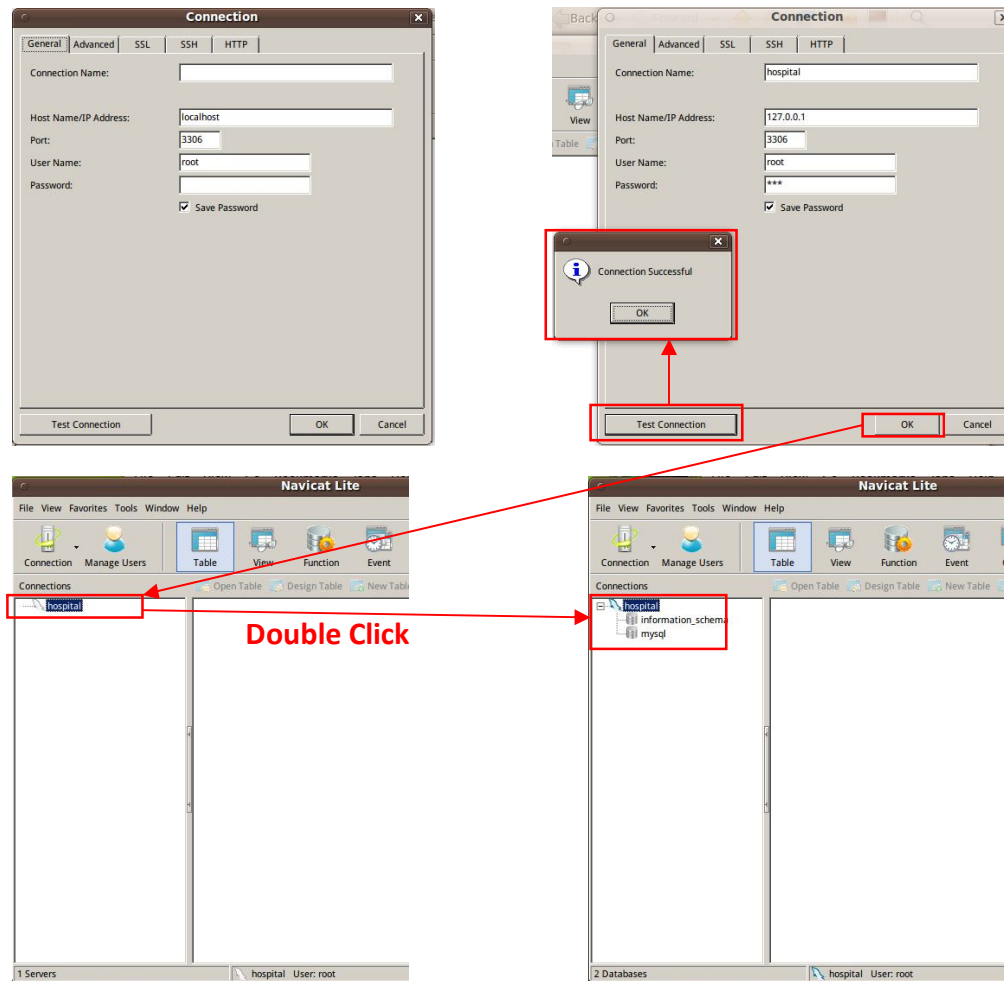 Connection
General Advanced SSL SSH HTTP
Connection Name:
Host Name/IP Address: localhost
Port: 3306
User Name: root
Password:
Save Password
Test Connection OK Cancel
Back
Connection
View
Table
General Advanced SSL SSH HTTP
Connection Name: hospital
Host Name/IP Address: 127.0.0.1
Port: 3306
User Name: root
Password: ***
Save Password
Connection Successful
OK
Test Connection OK Cancel
Navicat Lite
File View Favorites Tools Window Help
Connection Manage Users Table View Function Event
Connections Open Table Design Table New Tabl
hospital
Double Click
1 Servers hospital User: root
Navicat Lite
File View Favorites Tools Window Help
Connection Manage Users Table View Function Event
Connections Open Table Design Table New Table
hospital
information_schema
mysql
2 Databases hospital User: root